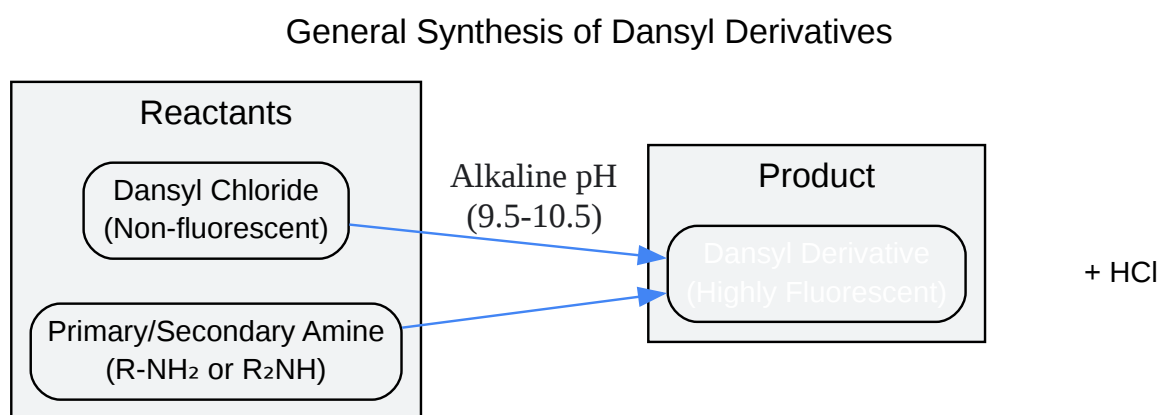 General Synthesis of Dansyl Derivatives
Reactants
Dansyl Chloride
(Non-fluorescent)
Primary/Secondary Amine
(R-NH₂ or R₂NH)
Alkaline pH
(9.5-10.5)
Product
Dansyl Derivative
(Highly Fluorescent)
+ HCl